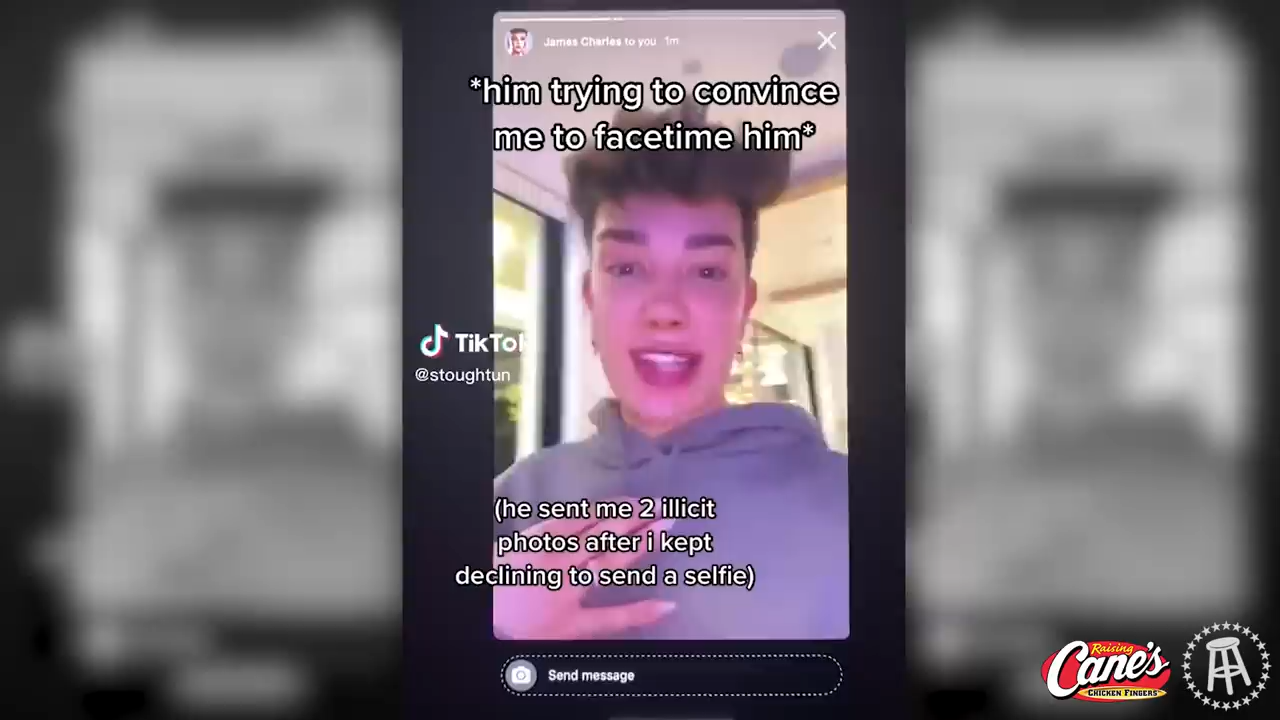 James Charles to you 1m
*him trying to convince
me to facetime him*
TikTok
@stoughtun
(he sent me 2 illicit
photos after i kept
declining to send a selfie)
Send message
Raising
Cane's
CHICKEN FINGERS